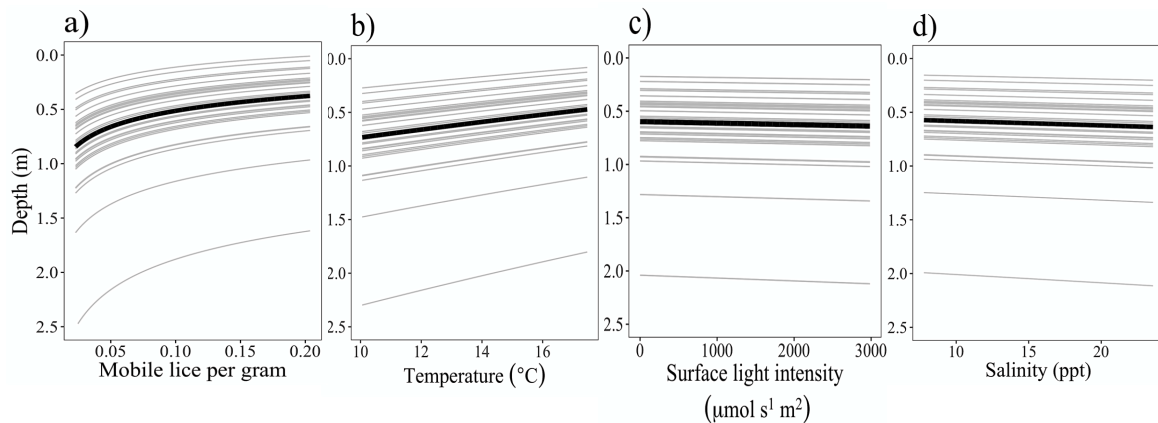 a)
b)
c)
d)
Depth (m)
0.0
0.5
1.0
1.5
2.0
2.5
0.05 0.10 0.15 0.20
Mobile lice per gram
0.0
0.5
1.0
1.5
2.0
2.5
10 12 14 16
Temperature (°C)
0.0
0.5
1.0
1.5
2.0
2.5
0 1000 2000 3000
Surface light intensity
(μmol s¹ m²)
0.0
0.5
1.0
1.5
2.0
2.5
10 20
Salinity (ppt)